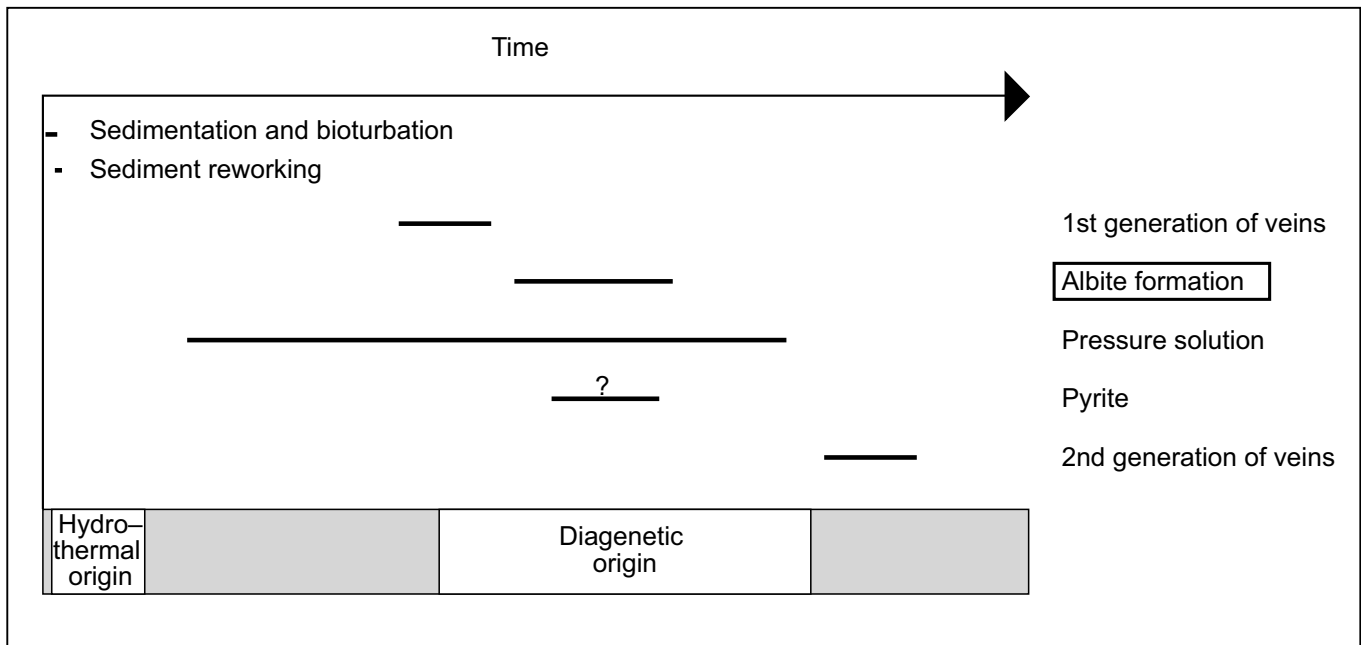 Time
Sedimentation and bioturbation
Sediment reworking
1st generation of veins
Albite formation
Pressure solution
?
Pyrite
2nd generation of veins
Hydro–
thermal
origin
Diagenetic
origin